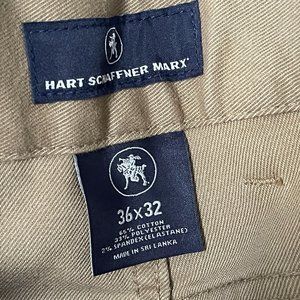 HART SCHAFFNER MARX®
36x32
65% COTTON
33% POLYESTER
2% SPANDEX(ELASTANE)
MADE IN SRI LANKA